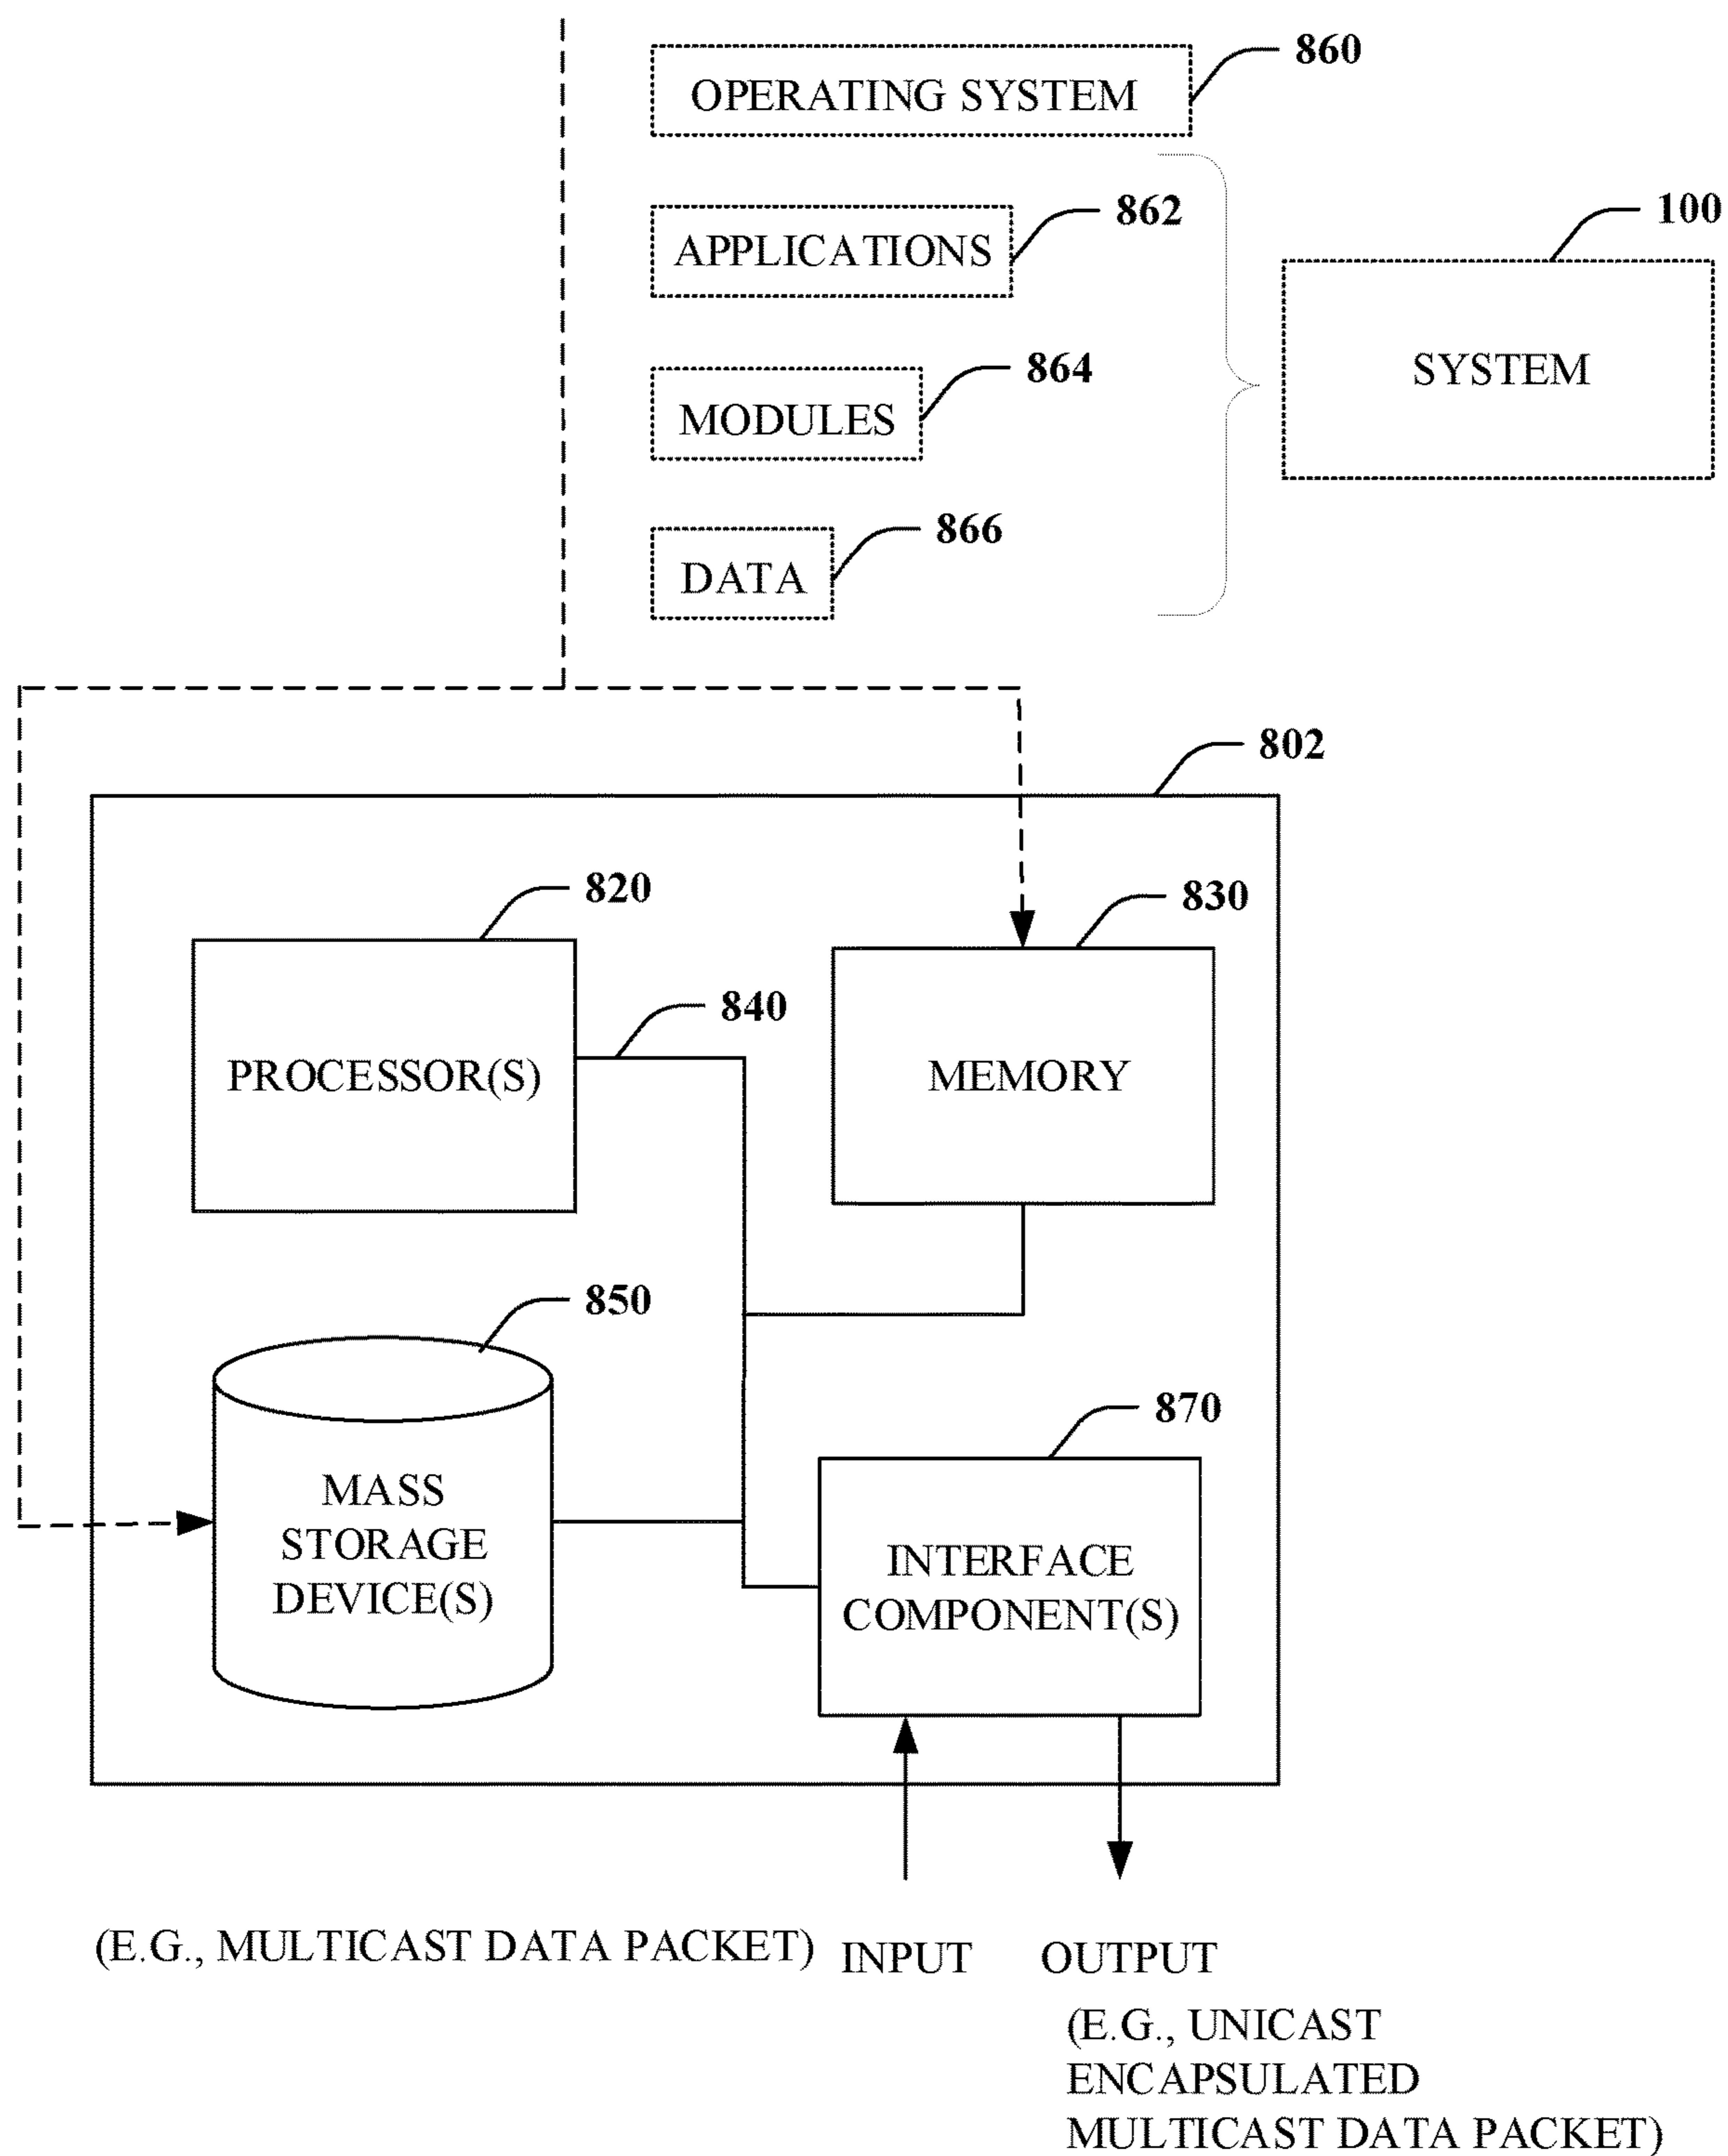 860
OPERATING SYSTEM
862
APPLICATIONS
100
SYSTEM
864
MODULES
866
DATA
802
820
830
840
PROCESSOR(S)
MEMORY
850
870
MASS
STORAGE
DEVICE(S)
INTERFACE
COMPONENT(S)
(E.G., MULTICAST DATA PACKET)
INPUT
OUTPUT
(E.G., UNICAST
ENCAPSULATED
MULTICAST DATA PACKET)